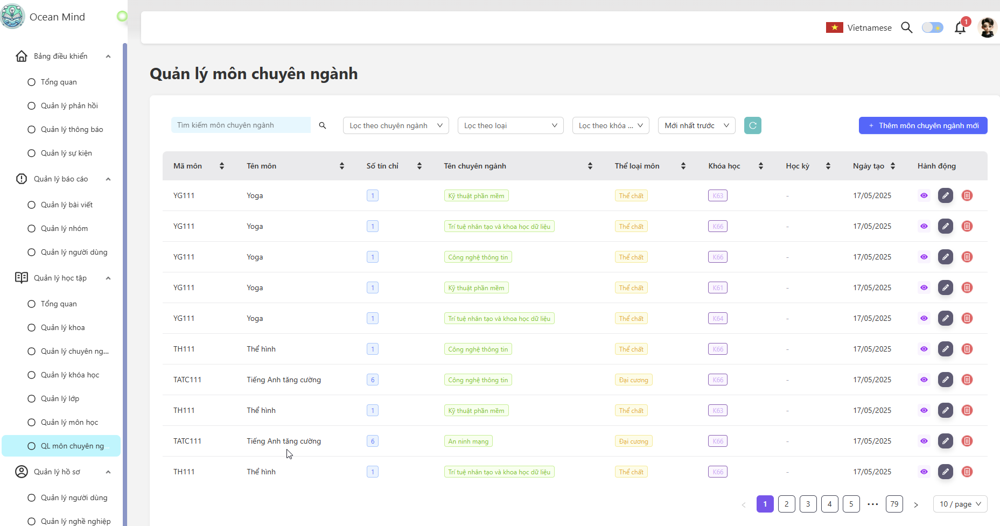 Ocean Mind
Vietnamese
1
Bảng điều khiển
Tổng quan
Quản lý phản hồi
Quản lý thông báo
Quản lý sự kiện
Quản lý báo cáo
Quản lý bài viết
Quản lý nhóm
Quản lý người dùng
Quản lý học tập
Tổng quan
Quản lý khoa
Quản lý chuyên ng...
Quản lý khóa học
Quản lý lớp
Quản lý môn học
QL môn chuyên ng...
Quản lý hồ sơ
Quản lý người dùng
Quản lý nghề nghiệp
Quản lý môn chuyên ngành
Tìm kiếm môn chuyên ngành Lọc theo chuyên ngành Lọc theo loại Lọc theo khóa ... Mới nhất trước + Thêm môn chuyên ngành mới
Mã môn Tên môn Số tín chỉ Tên chuyên ngành Thể loại môn Khóa học Học kỳ Ngày tạo Hành động
YG111 Yoga 1 Kỹ thuật phần mềm Thể chất K63 - 17/05/2025
YG111 Yoga 1 Trí tuệ nhân tạo và khoa học dữ liệu Thể chất K66 - 17/05/2025
YG111 Yoga 1 Công nghệ thông tin Thể chất K66 - 17/05/2025
YG111 Yoga 1 Kỹ thuật phần mềm Thể chất K61 - 17/05/2025
YG111 Yoga 1 Trí tuệ nhân tạo và khoa học dữ liệu Thể chất K64 - 17/05/2025
TH111 Thể hình 1 Công nghệ thông tin Thể chất K66 - 17/05/2025
TATC111 Tiếng Anh tăng cường 6 Công nghệ thông tin Đại cương K66 - 17/05/2025
TH111 Thể hình 1 Kỹ thuật phần mềm Thể chất K63 - 17/05/2025
TATC111 Tiếng Anh tăng cường 6 An ninh mạng Đại cương K66 - 17/05/2025
TH111 Thể hình 1 Trí tuệ nhân tạo và khoa học dữ liệu Thể chất K66 - 17/05/2025
< 1 2 3 4 5 ••• 79 > 10 / page